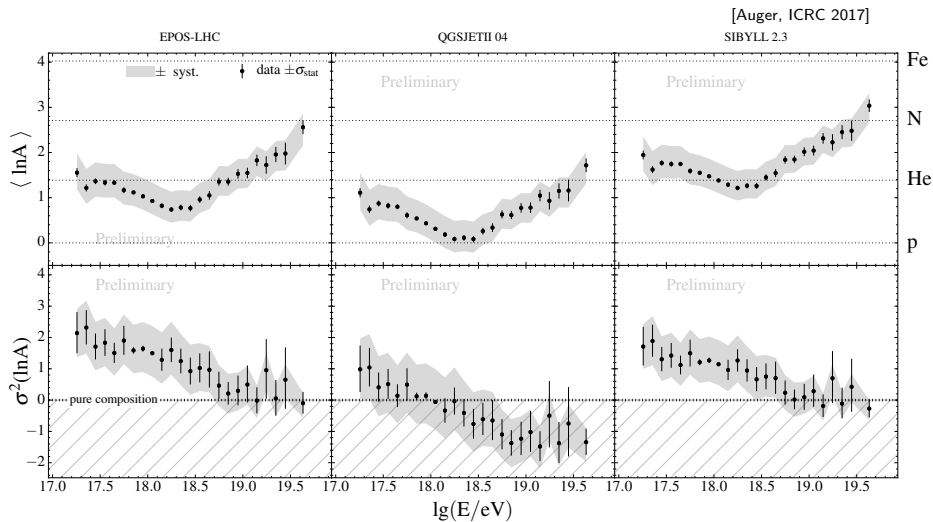 [Auger, ICRC 2017]
EPOS-LHC
QGSJETII 04
SIBYLL 2.3
4
3
2
1
0
⟨ lnA ⟩
± syst.
data ±σstat
Preliminary
Preliminary
Preliminary
Fe
N
He
p
4
3
2
1
0
−1
−2
σ²(lnA)
Preliminary
Preliminary
Preliminary
pure composition
17.0 17.5 18.0 18.5 19.0 19.5
17.0 17.5 18.0 18.5 19.0 19.5
17.0 17.5 18.0 18.5 19.0 19.5
lg(E/eV)